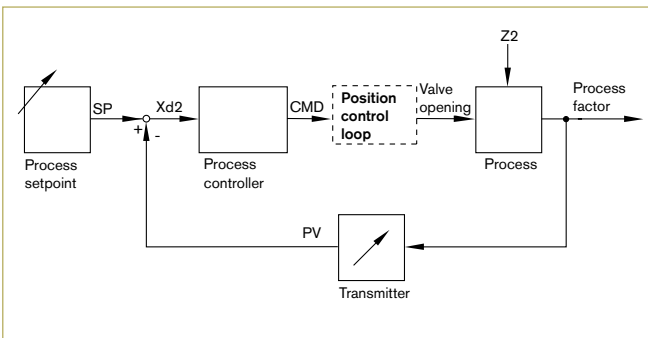 Z2
SP
Xd2
CMD
Position
control
loop
Valve
opening
Process
factor
+
-
Process
setpoint
Process
controller
Process
PV
Transmitter